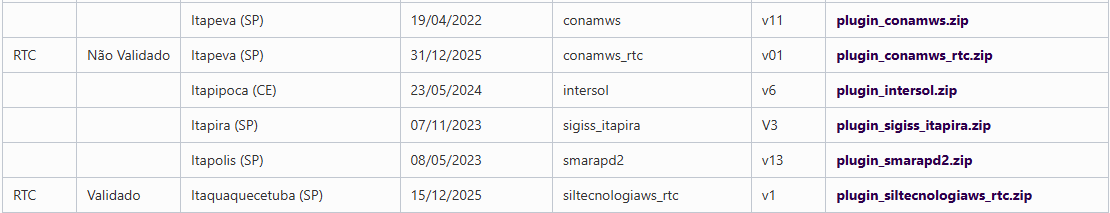 Itapeva (SP) 19/04/2022 conamws v11 plugin_conamws.zip
RTC Não Validado Itapeva (SP) 31/12/2025 conamws_rtc v01 plugin_conamws_rtc.zip
Itapipoca (CE) 23/05/2024 intersol v6 plugin_intersol.zip
Itapira (SP) 07/11/2023 sigiss_itapira V3 plugin_sigiss_itapira.zip
Itapolis (SP) 08/05/2023 smarapd2 v13 plugin_smarapd2.zip
RTC Validado Itaquaquecetuba (SP) 15/12/2025 siltecnologiaws_rtc v1 plugin_siltecnologiaws_rtc.zip